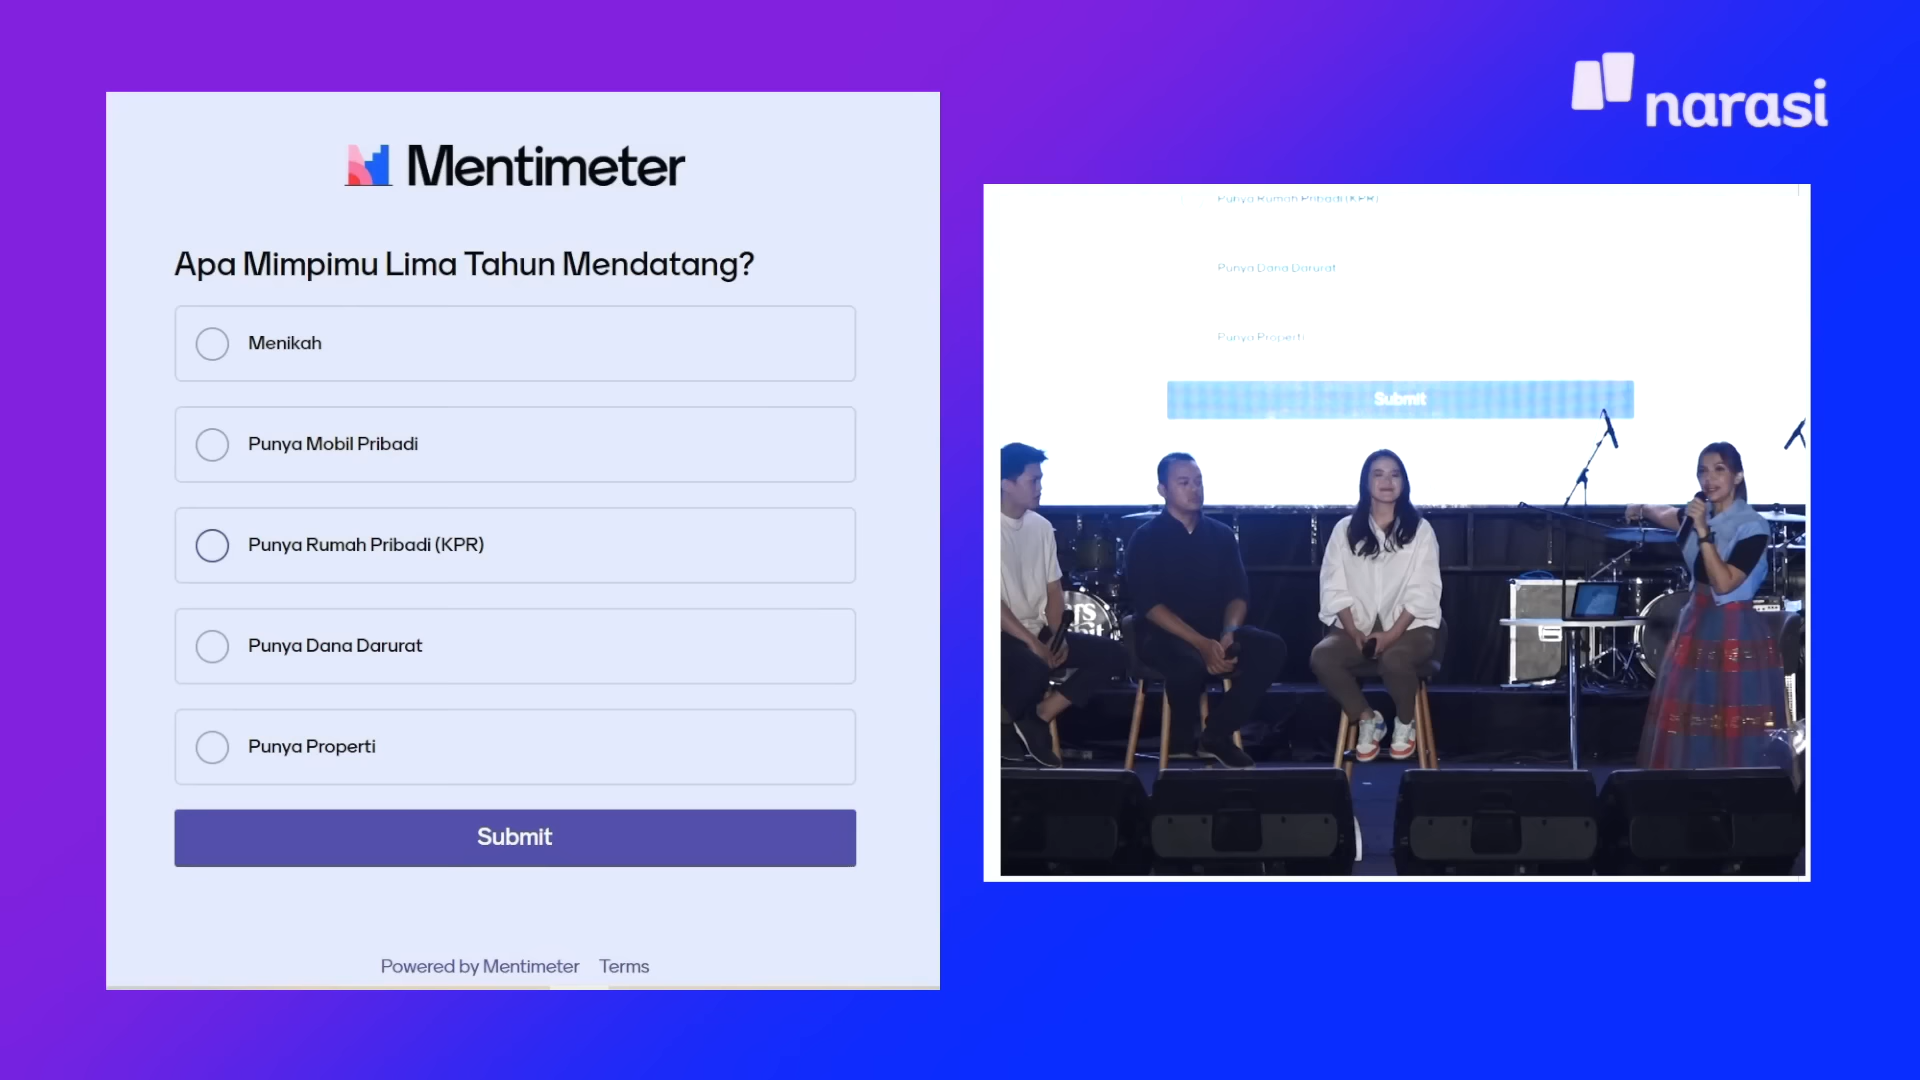 narasi
Mentimeter
Apa Mimpimu Lima Tahun Mendatang?
Menikah
Punya Mobil Pribadi
Punya Rumah Pribadi (KPR)
Punya Dana Darurat
Punya Properti
Submit
Powered by Mentimeter Terms
Punya Rumah Pribadi (KPR)
Punya Dana Darurat
Punya Properti
Submit